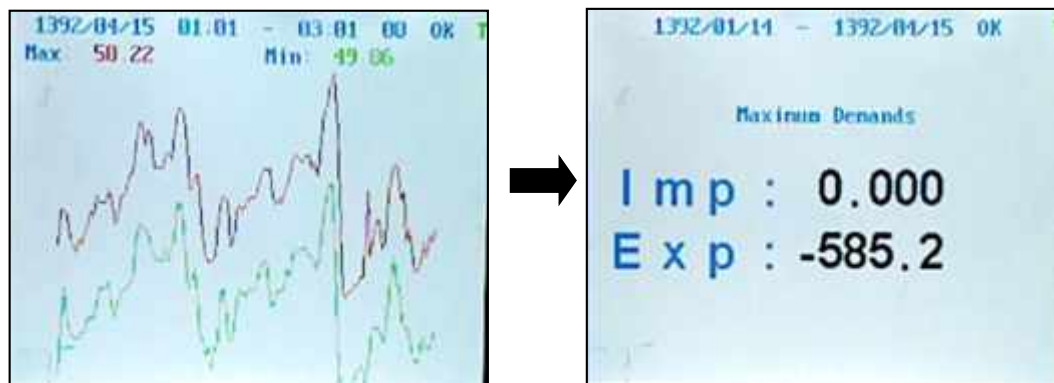 1392/04/15 01:01 - 03:01 00 OK T
Max 50.22 Min: 49.86
1392/01/14 - 1392/04/15 OK
Maximum Demands
Imp: 0.000
Exp: -585.2